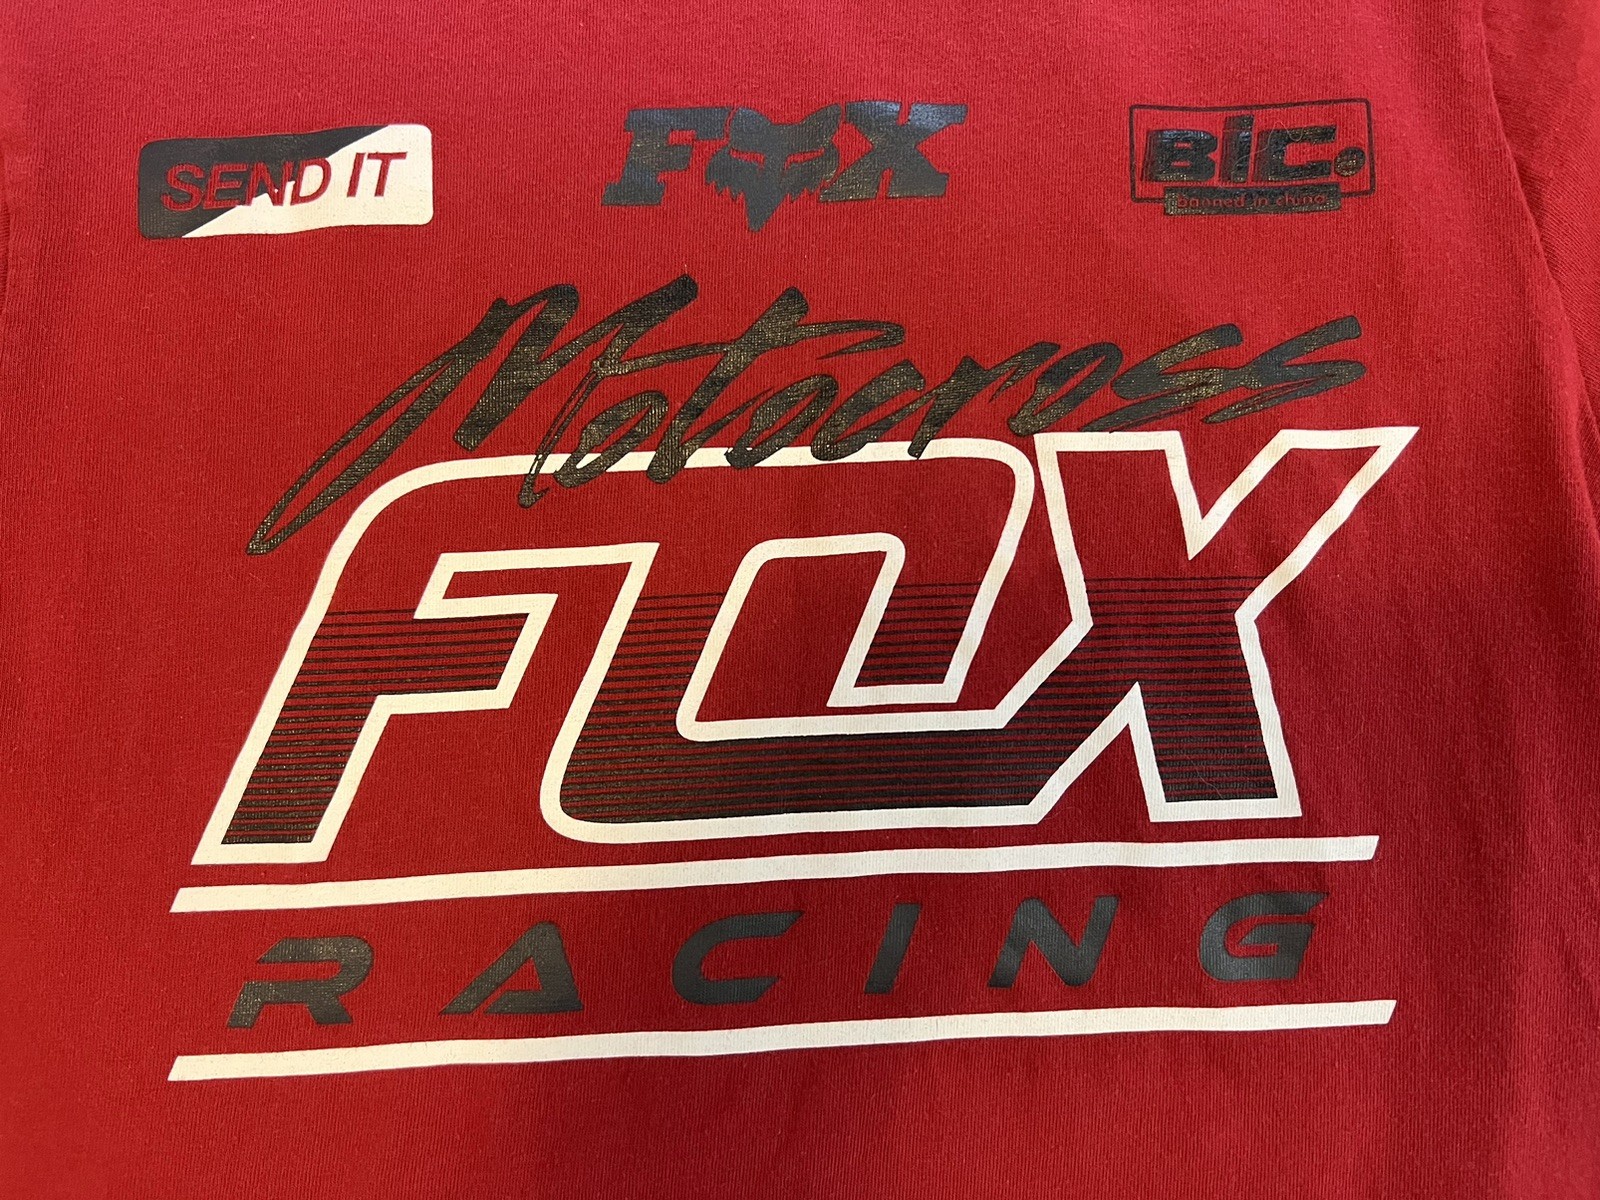 SEND IT
FOX
BiC.
banned in china
Motocross
FOX
RACING